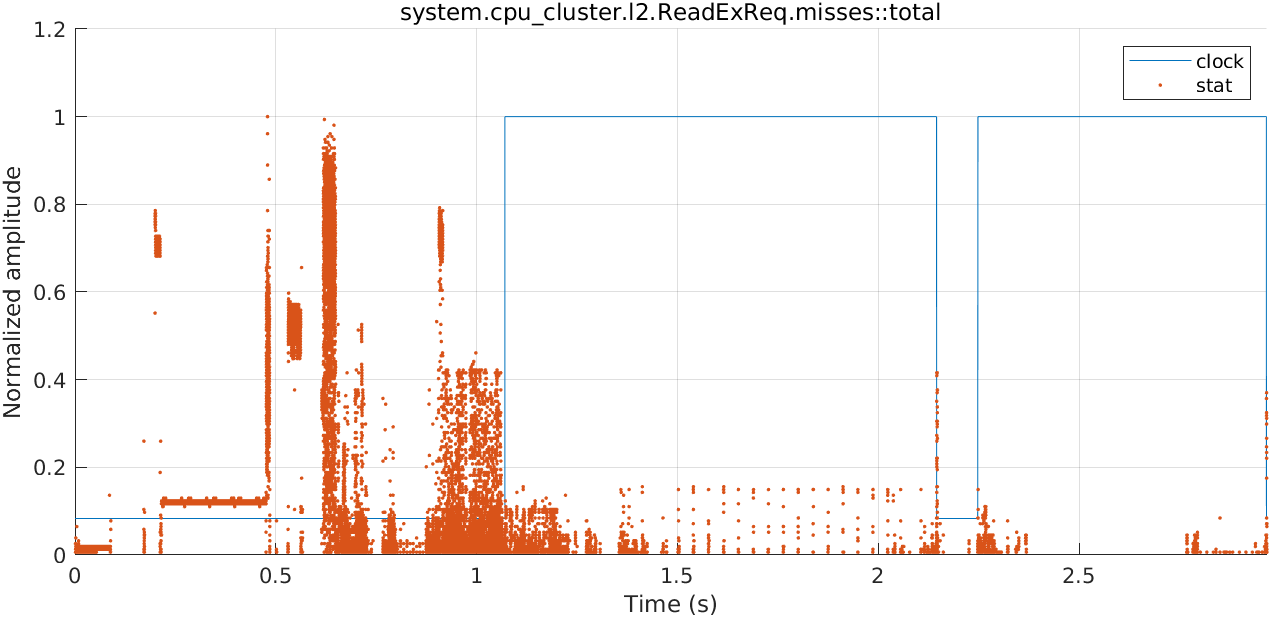 system.cpu_cluster.l2.ReadExReq.misses::total
1.2
1
0.8
0.6
0.4
0.2
0
Normalized amplitude
clock
stat
0 0.5 1 1.5 2 2.5
Time (s)